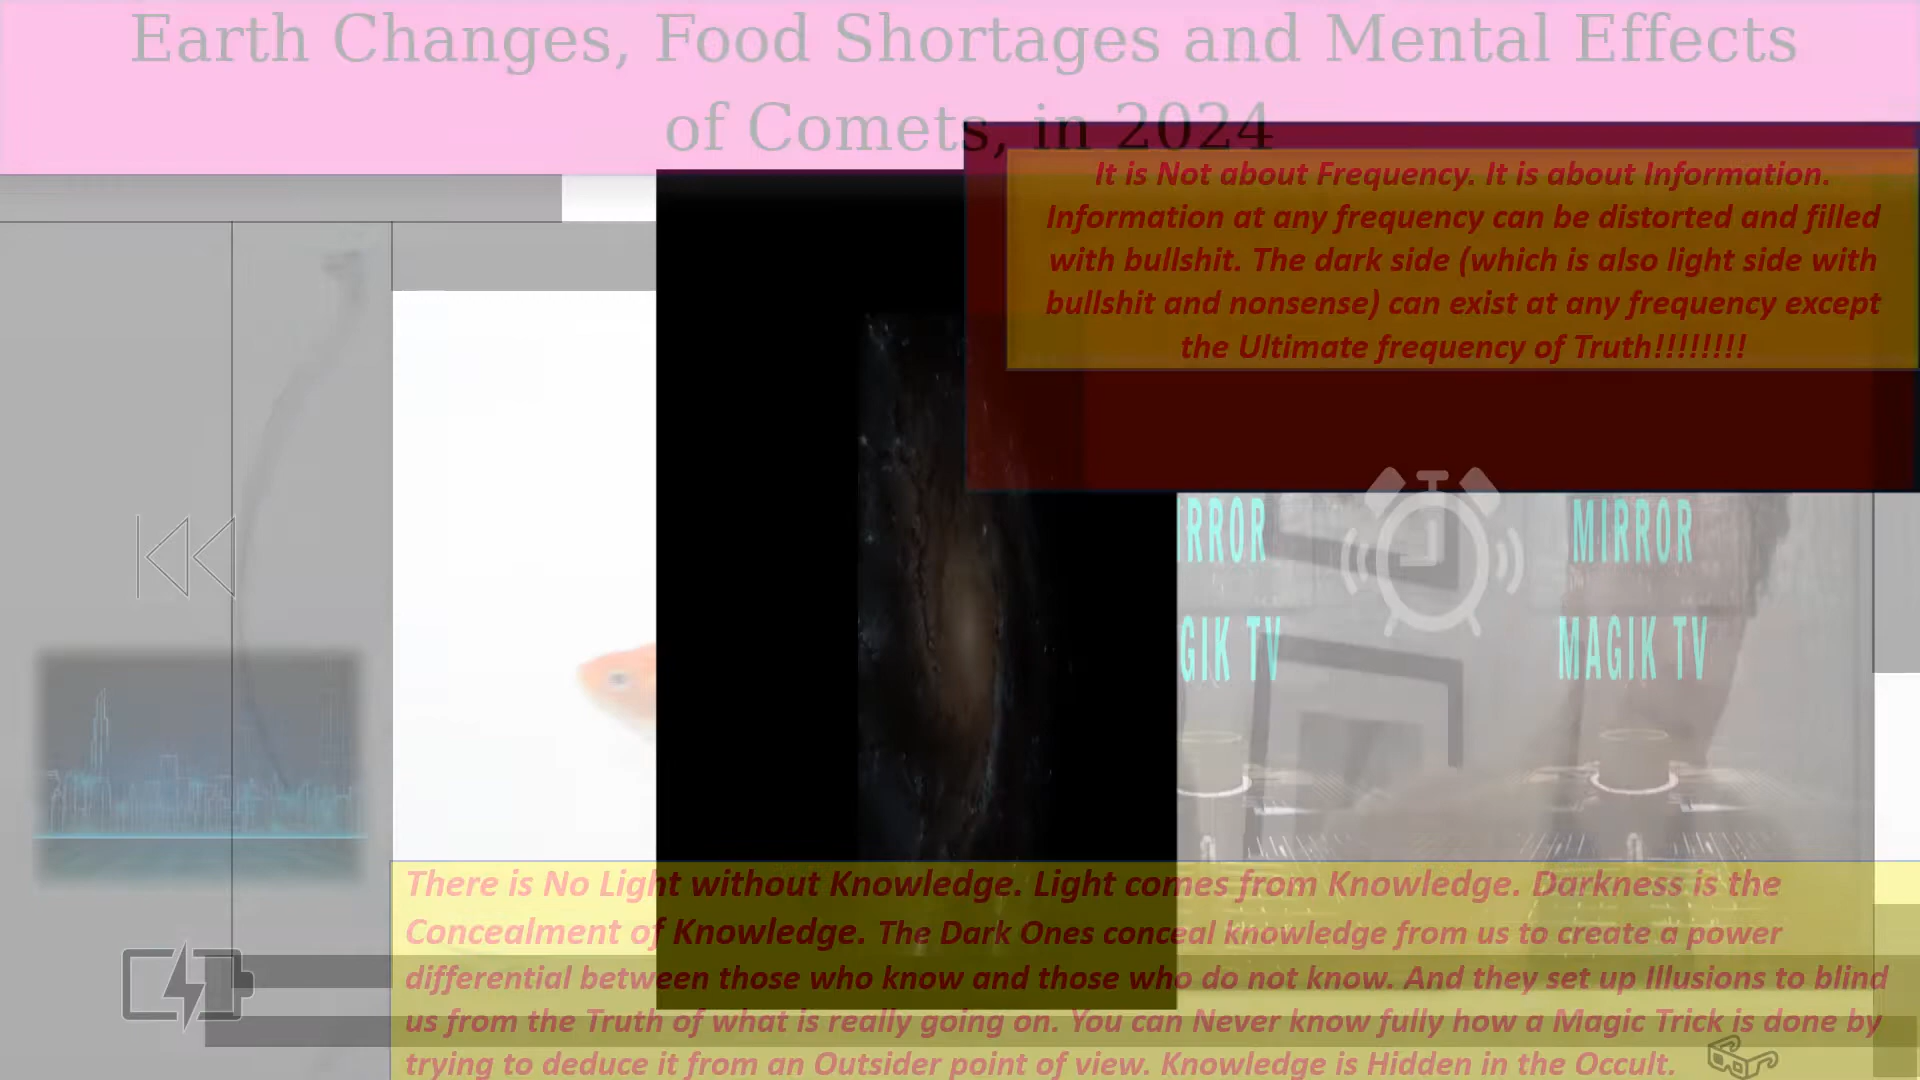 Earth Changes, Food Shortages and Mental Effects
of Comets, in 2024
It is Not about Frequency. It is about Information.
Information at any frequency can be distorted and filled
with bullshit. The dark side (which is also light side with
bullshit and nonsense) can exist at any frequency except
the Ultimate frequency of Truth!!!!!!!!
RROR
MIRROR
GIK TV
MAGIK TV
There is No Light without Knowledge. Light comes from Knowledge. Darkness is the
Concealment of Knowledge. The Dark Ones conceal knowledge from us to create a power
differential between those who know and those who do not know. And they set up Illusions to blind
us from the Truth of what is really going on. You can Never know fully how a Magic Trick is done by
trying to deduce it from an Outsider point of view. Knowledge is Hidden in the Occult.